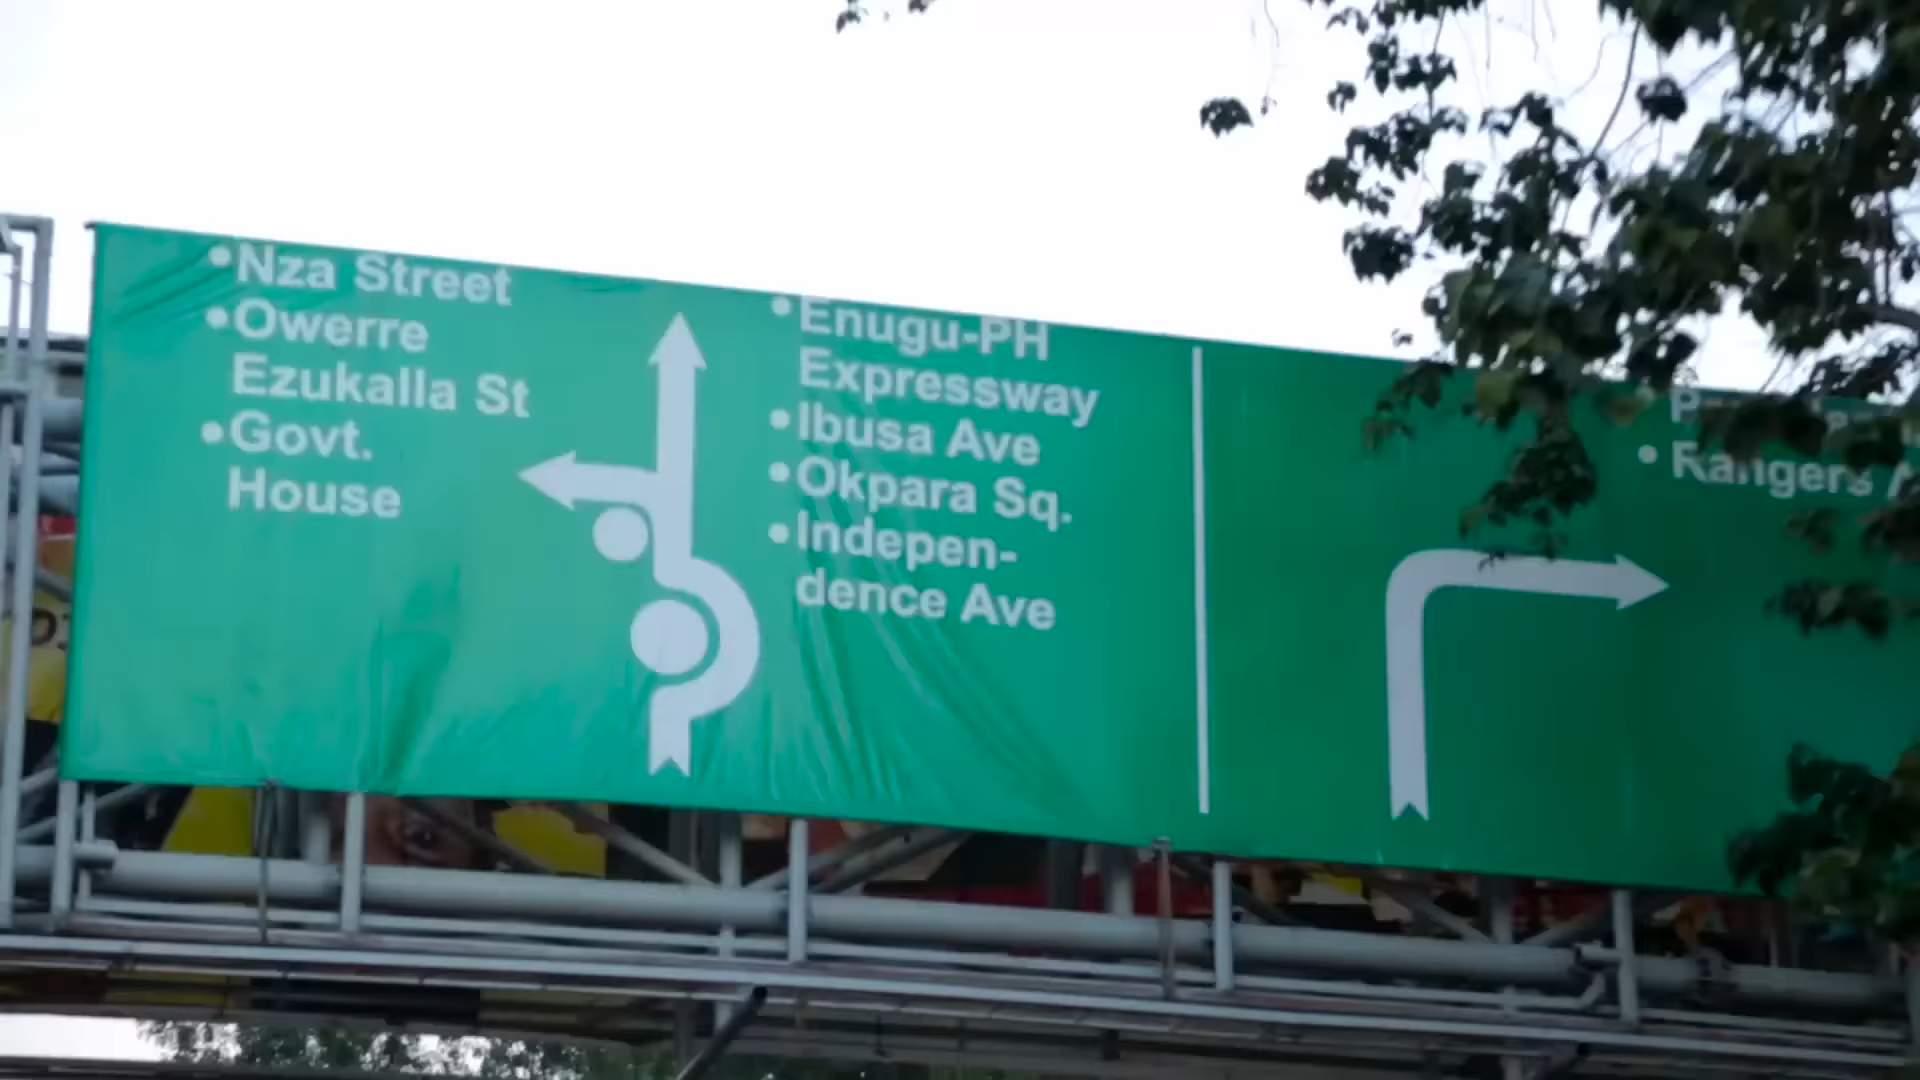 •Nza Street
•Owerre
Ezukalla St
•Govt.
House
•Enugu-PH
Expressway
•Ibusa Ave
•Okpara Sq.
•Indepen-
dence Ave
• Rangers